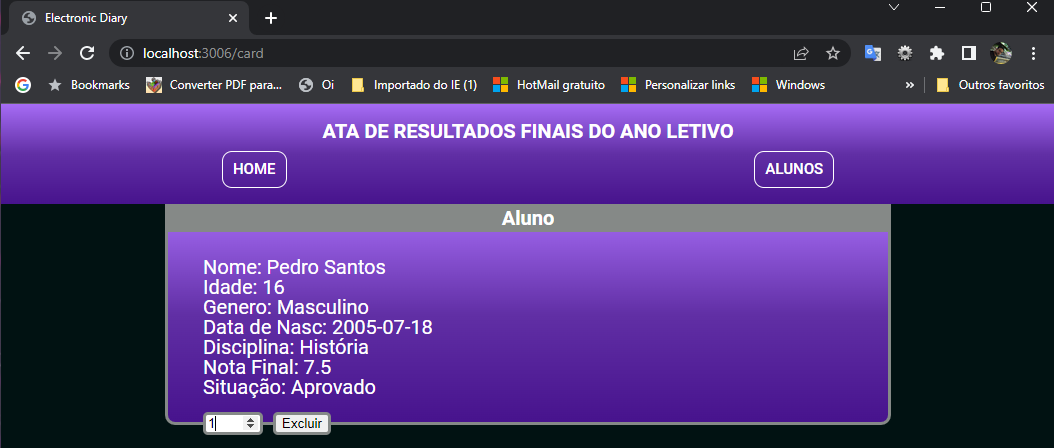 Electronic Diary
localhost:3006/card
Bookmarks
Converter PDF para...
Oi
Importado do IE (1)
HotMail gratuito
Personalizar links
Windows
»
Outros favoritos
ATA DE RESULTADOS FINAIS DO ANO LETIVO
HOME
ALUNOS
Aluno
Nome: Pedro Santos
Idade: 16
Genero: Masculino
Data de Nasc: 2005-07-18
Disciplina: História
Nota Final: 7.5
Situação: Aprovado
1
Excluir